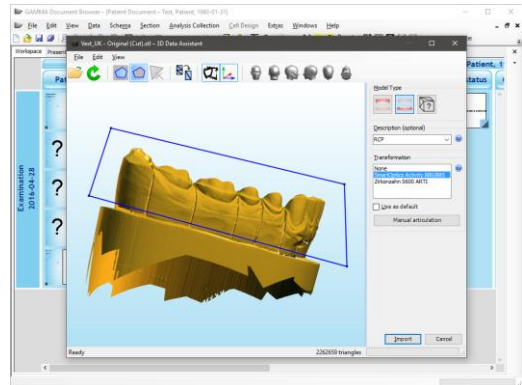 GAMMA Document Browser - [Patient Document - Test, Patient, 1980-01-31]
File Edit View Data Schema Section Analysis Collection Cell Design Extras Windows Help
Workspace
Vest_UK - Original (Cut).stl - 3D Data Assistant
File Edit View
Patient, 1
Pat
Status
Examination
2016-04-28
?
?
?
Model Type
Description (optional)
RCP
Transformation
None
Zirkonzahn S600 ARTI
Use as default
Manual articulation
Import Cancel
Ready 2262659 triangles